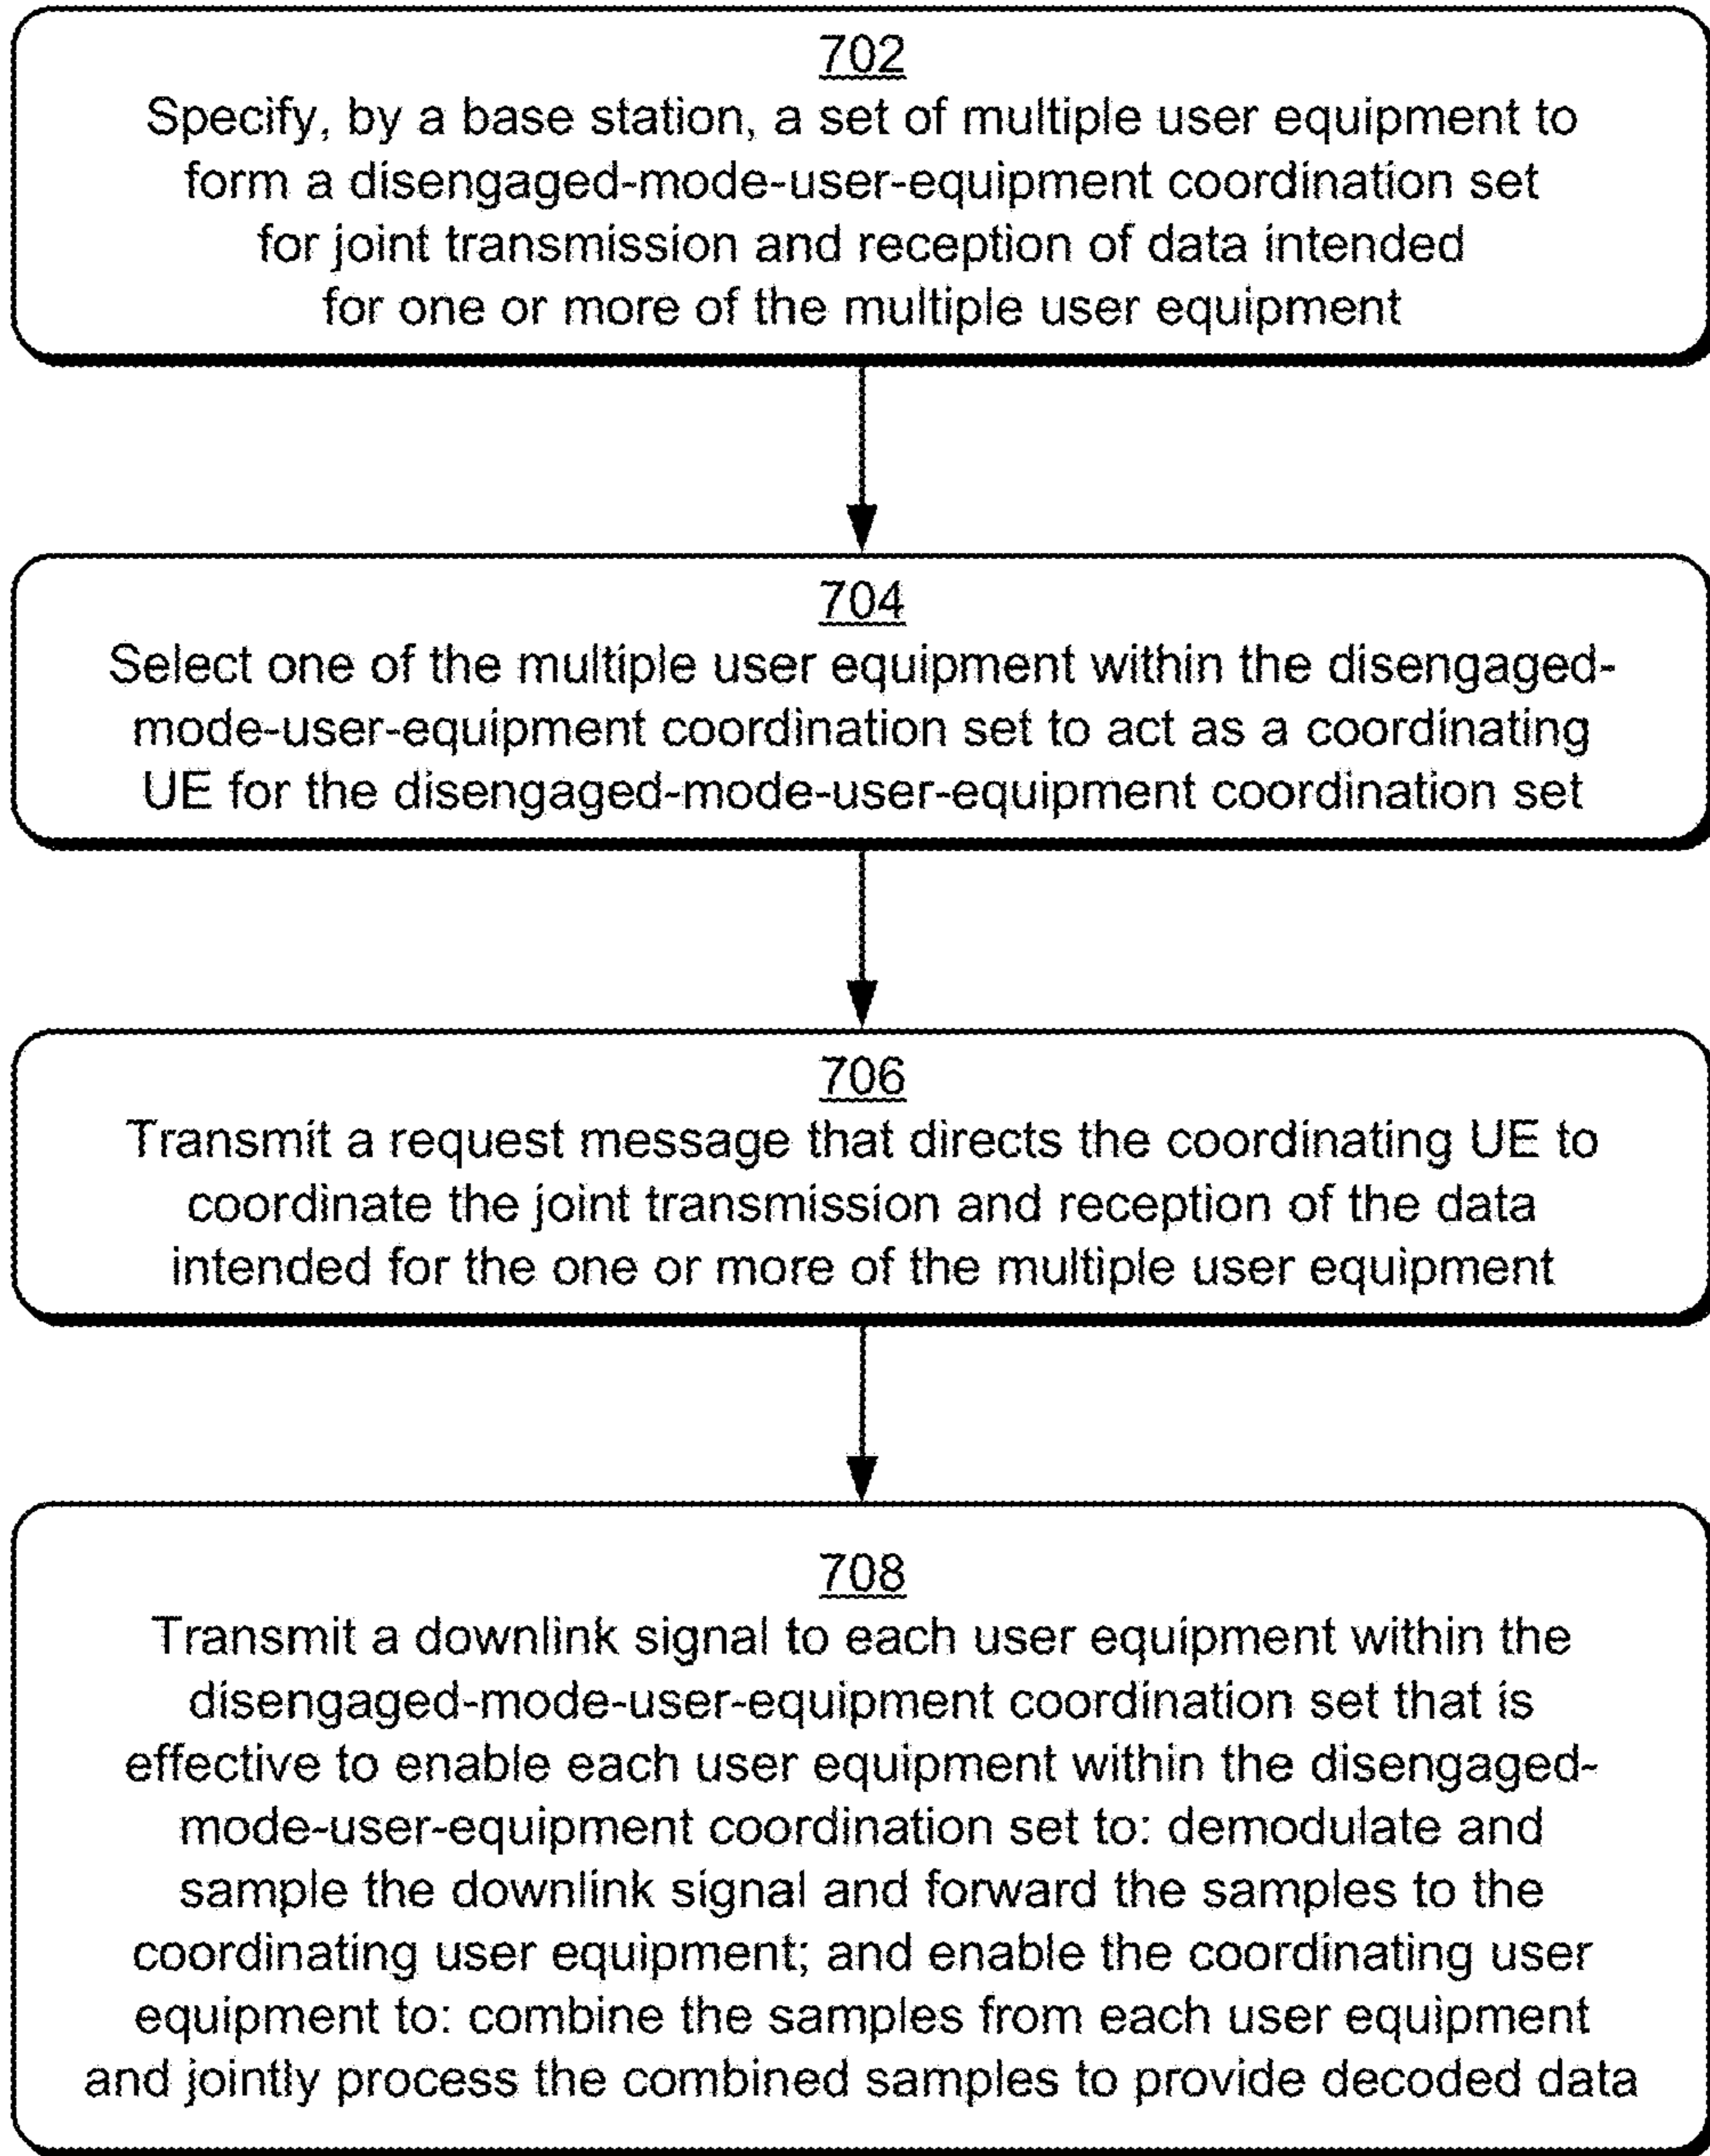 702
Specify, by a base station, a set of multiple user equipment to
form a disengaged-mode-user-equipment coordination set
for joint transmission and reception of data intended
for one or more of the multiple user equipment
704
Select one of the multiple user equipment within the disengaged-
mode-user-equipment coordination set to act as a coordinating
UE for the disengaged-mode-user-equipment coordination set
706
Transmit a request message that directs the coordinating UE to
coordinate the joint transmission and reception of the data
intended for the one or more of the multiple user equipment
708
Transmit a downlink signal to each user equipment within the
disengaged-mode-user-equipment coordination set that is
effective to enable each user equipment within the disengaged-
mode-user-equipment coordination set to: demodulate and
sample the downlink signal and forward the samples to the
coordinating user equipment; and enable the coordinating user
equipment to: combine the samples from each user equipment
and jointly process the combined samples to provide decoded data